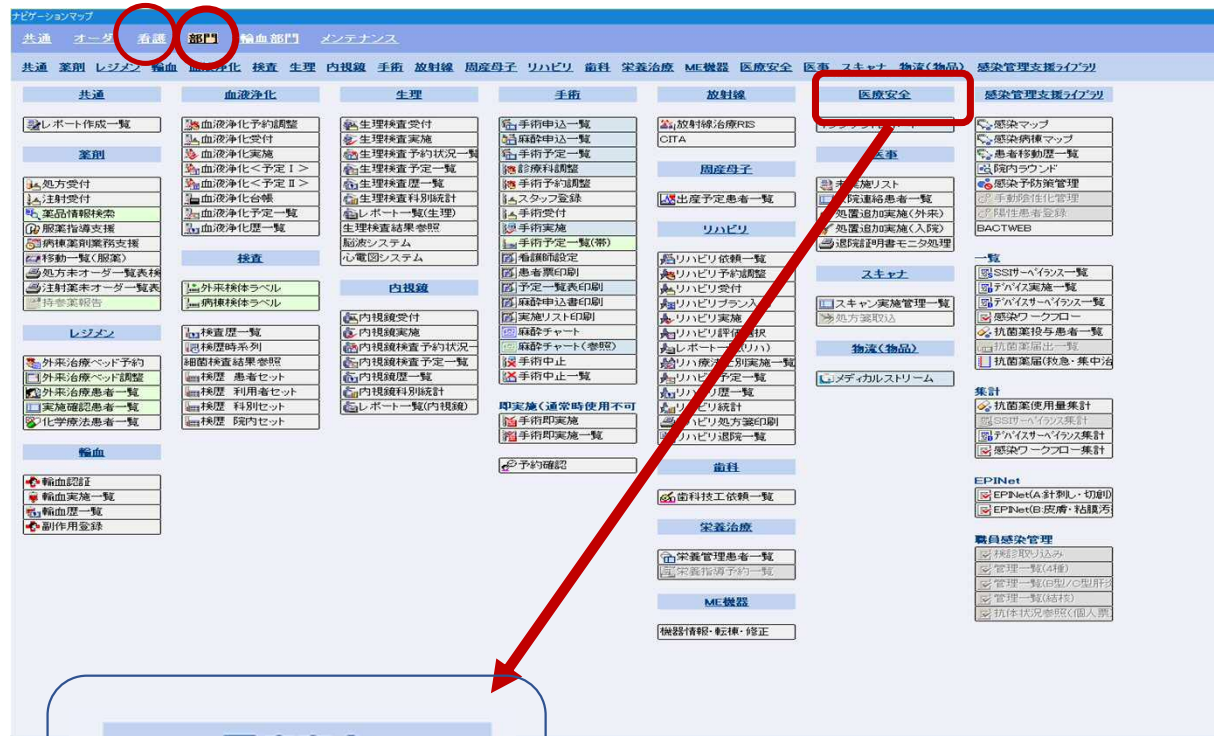 ナビゲーションマップ
共通 オーダ 看護 部門 輸血部門 メンテナンス
共通 薬剤 レジメン 輸血 血液浄化 検査 生理 内視鏡 手術 放射線 周産母子 リハビリ 歯科 栄養治療 ME機器 医療安全 医事 スキャナ 物流(物品) 感染管理支援ライブラリ
共通
レポート作成一覧
薬剤
処方受付
注射受付
薬品情報検索
服薬指導支援
病棟薬剤業務支援
移動一覧(服薬)
処方未オーダ一覧表検
注射薬未オーダ一覧表
持参薬報告
レジメン
外来治療ベッド予約
外来治療ベッド調整
外来治療患者一覧
実施確認患者一覧
化学療法患者一覧
輸血
輸血認証
輸血実施一覧
輸血歴一覧
副作用登録
血液浄化
血液浄化予約調整
血液浄化受付
血液浄化実施
血液浄化<予定Ⅰ>
血液浄化<予定Ⅱ>
血液浄化台帳
血液浄化予定一覧
血液浄化歴一覧
検査
外来検体ラベル
病棟検体ラベル
検査歴一覧
検歴時系列
細菌検査結果参照
検歴 患者セット
検歴 利用者セット
検歴 科別セット
検歴 院内セット
生理
生理検査受付
生理検査実施
生理検査予約状況一覧
生理検査予定一覧
生理検査歴一覧
生理検査科別統計
レポート一覧(生理)
生理検査結果参照
脳波システム
心電図システム
内視鏡
内視鏡受付
内視鏡実施
内視鏡検査予約状況一
内視鏡検査予定一覧
内視鏡歴一覧
内視鏡科別統計
レポート一覧(内視鏡)
手術
手術申込一覧
麻酔申込一覧
手術予定一覧
診療科調整
手術予約調整
スタッフ登録
手術受付
手術実施
手術予定一覧(帯)
看護師設定
患者票印刷
予定一覧表印刷
麻酔申込書印刷
実施リスト印刷
麻酔チャート
麻酔チャート(参照)
手術中止
手術中止一覧
即実施(通常時使用不可
手術即実施
手術即実施一覧
予約確認
放射線
放射線治療RIS
CITA
周産母子
出産予定患者一覧
リハビリ
リハビリ依頼一覧
リハビリ予約調整
リハビリ受付
リハビリプラン入
リハビリ実施
リハビリ評価 選択
レポート一覧(リハ)
リハ療法士別実施一覧
リハビリ予定一覧
リハビリ歴一覧
リハビリ統計
リハビリ処方箋印刷
リハビリ退院一覧
歯科
歯科技工依頼一覧
栄養治療
栄養管理患者一覧
栄養指導予約一覧
ME機器
機器情報・転棟・修正
医療安全
医事
未実施リスト
院連絡患者一覧
処置追加実施(外来)
処置追加実施(入院)
退院証明書モニタ処理
スキャナ
スキャン実施管理一覧
処方箋取込
物流(物品)
メディカルストリーム
感染管理支援ライブラリ
感染マップ
感染病棟マップ
患者移動歴一覧
院内ラウンド
感染予防策管理
手動陰性化管理
陽性患者登録
BACTWEB
一覧
SSIサーベイランス一覧
デバイス実施一覧
デバイスサーベイランス一覧
感染ワークフロー
抗菌薬投与患者一覧
抗菌薬届出一覧
抗菌薬届(救急・集中治
集計
抗菌薬使用量集計
SSIサーベイランス集計
デバイスサーベイランス集計
感染ワークフロー集計
EPINet
EPINet(A:針刺し・切創)
EPINet(B:皮膚・粘膜汚
職員感染管理
検診取り込み
管理一覧(4種)
管理一覧(B型/C型肝炎
管理一覧(結核)
抗体状況参照(個人票)